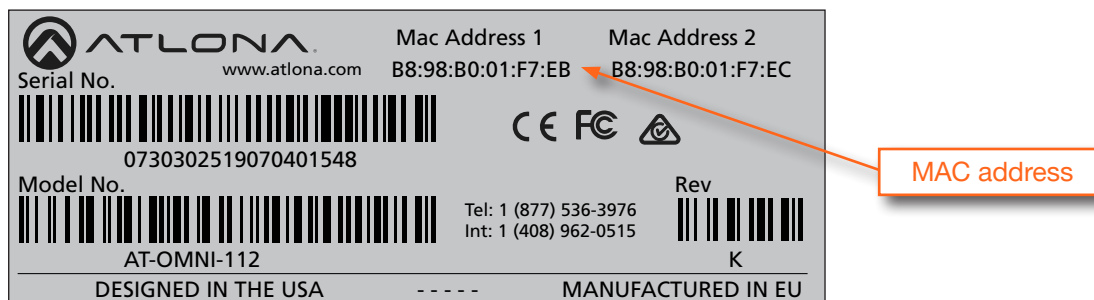 ATLONA.
Mac Address 1 Mac Address 2
www.atlona.com B8:98:B0:01:F7:EB B8:98:B0:01:F7:EC
Serial No.
CE FC
0730302519070401548
MAC address
Model No. Rev
Tel: 1 (877) 536-3976
Int: 1 (408) 962-0515
AT-OMNI-112 K
DESIGNED IN THE USA - - - - - MANUFACTURED IN EU